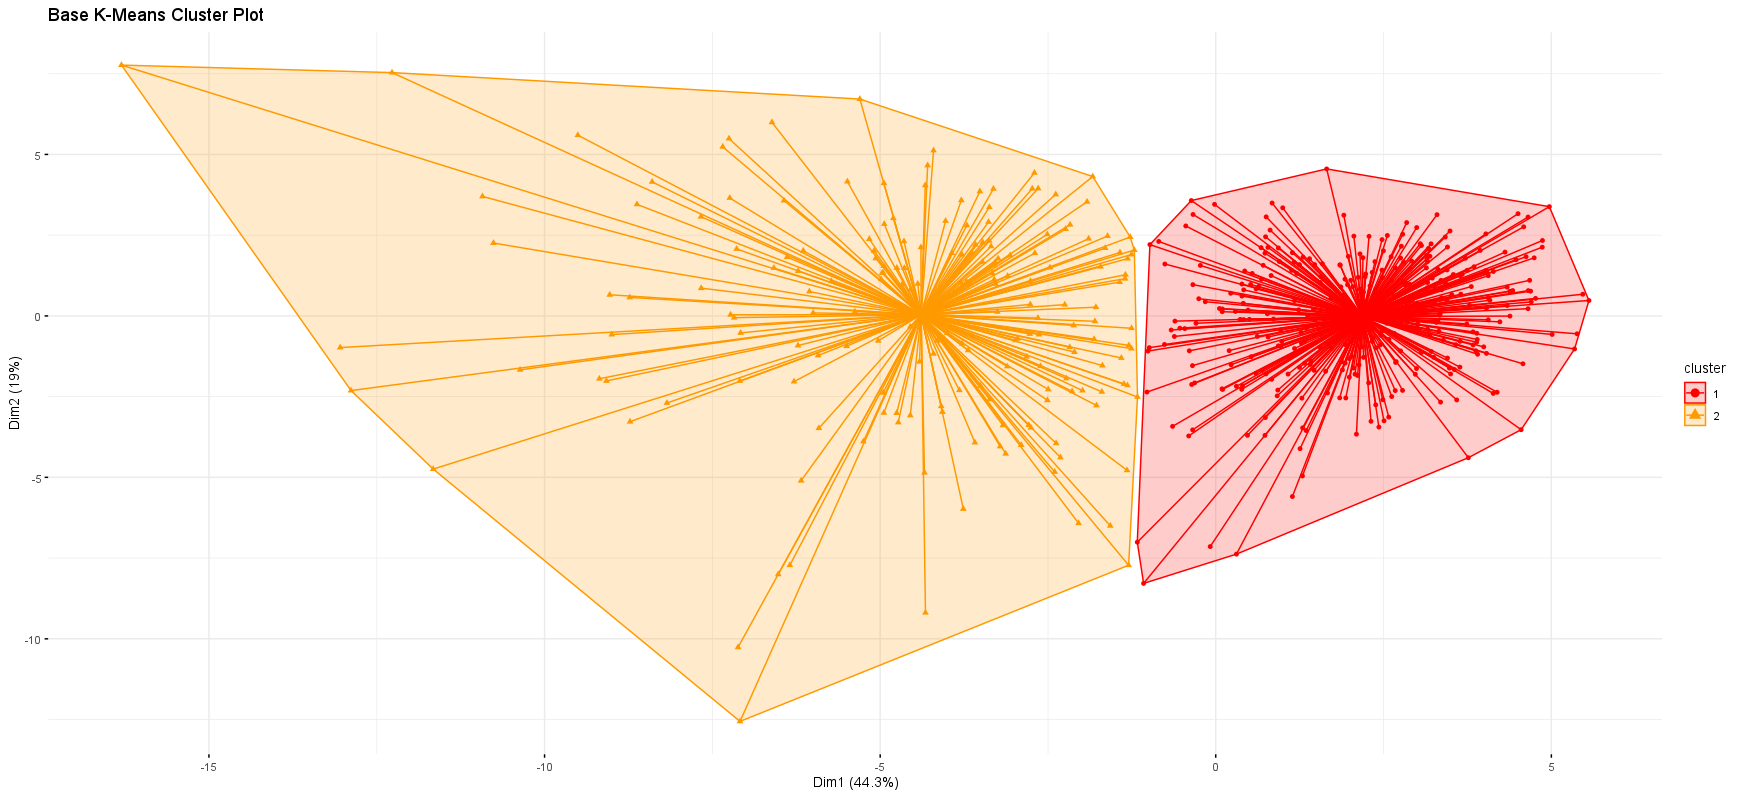 Base K-Means Cluster Plot
5
0
-5
-10
Dim2 (19%)
-15
-10
-5
0
5
Dim1 (44.3%)
cluster
1
2